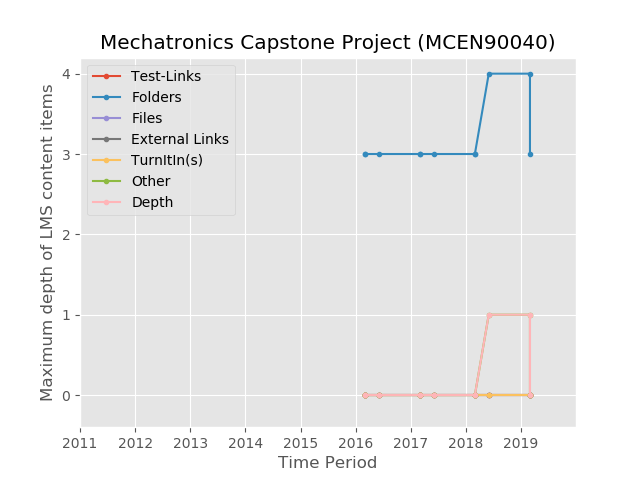 Mechatronics Capstone Project (MCEN90040)
Maximum depth of LMS content items
4
3
2
1
0
Test-Links
Folders
Files
External Links
TurnItIn(s)
Other
Depth
2011 2012 2013 2014 2015 2016 2017 2018 2019
Time Period